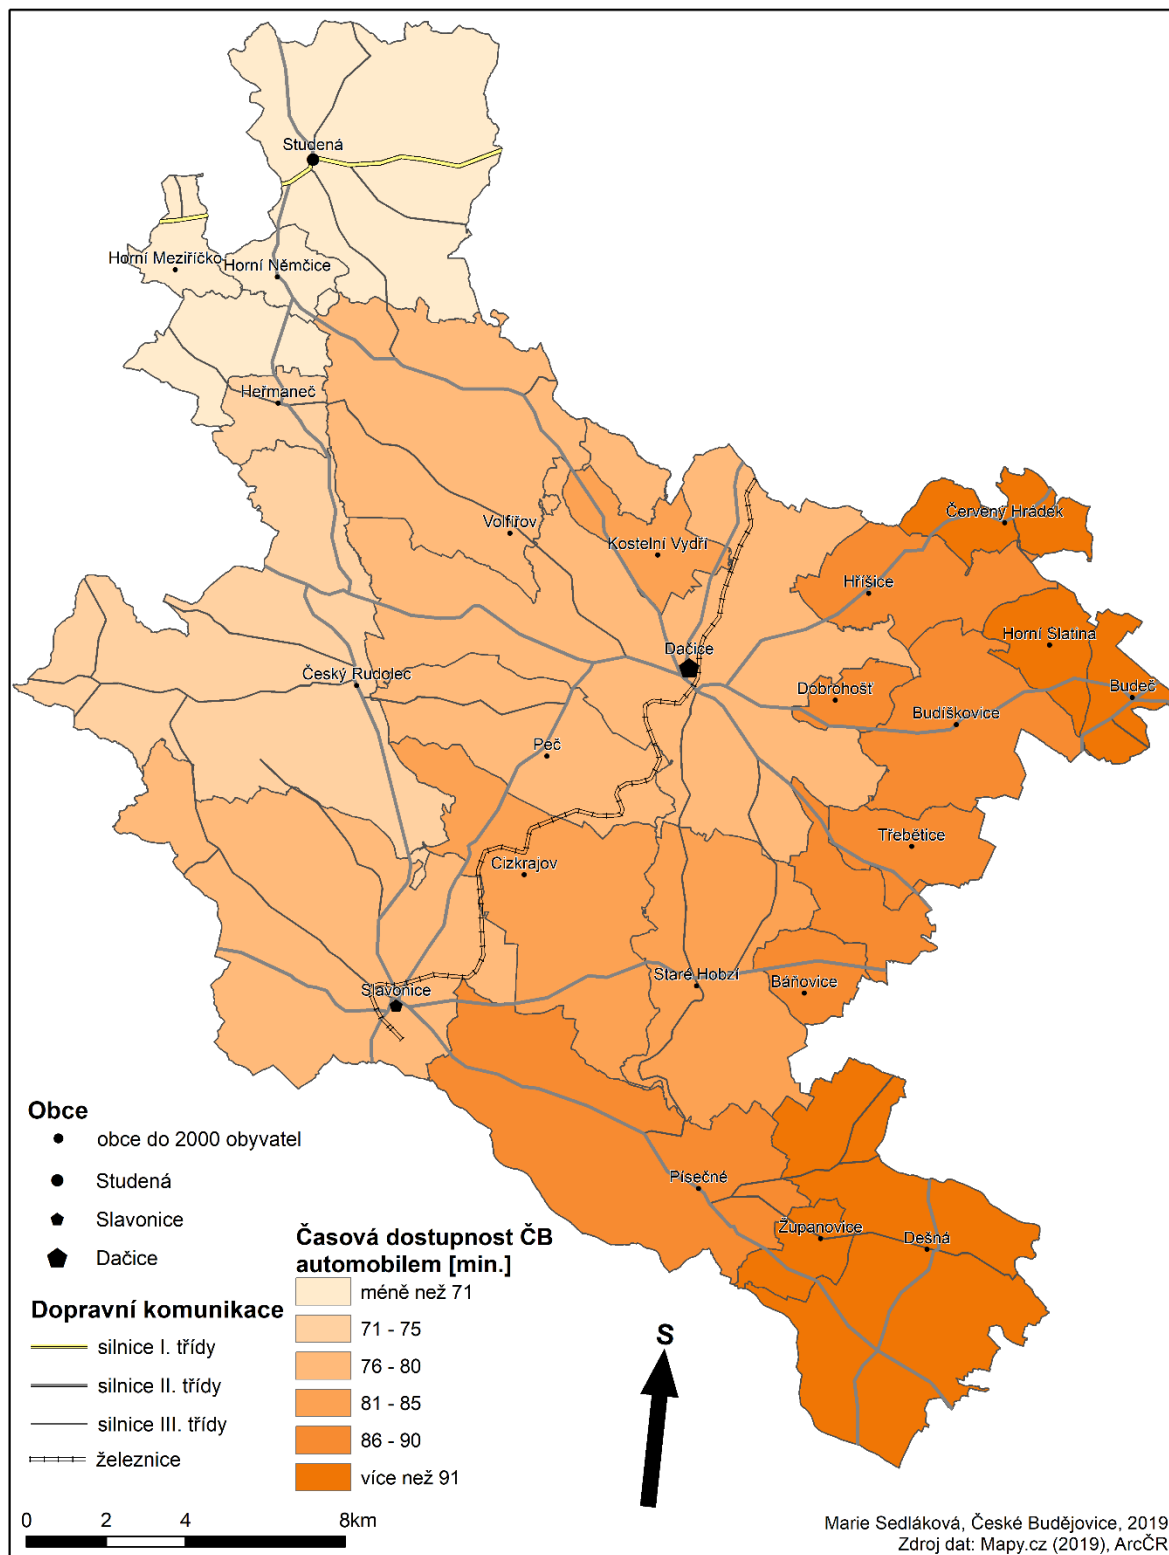 Studená
Horní Meziříčko
Horní Němčice
Heřmaneč
Volfířov
Kostelní Vydří
Červený Hrádek
Hříšice
Horní Slatina
Dačice
Český Rudolec
Dobrohošť
Budeč
Budíškovice
Peč
Třebětice
Cizkrajov
Staré Hobzí
Báňovice
Slavonice
Písečné
Županovice
Dešná
Obce
obce do 2000 obyvatel
Studená
Slavonice
Dačice
Dopravní komunikace
silnice I. třídy
silnice II. třídy
silnice III. třídy
železnice
Časová dostupnost ČB
automobilem [min.]
méně než 71
71 - 75
76 - 80
81 - 85
86 - 90
více než 91
S
0 2 4 8km
Marie Sedláková, České Budějovice, 2019
Zdroj dat: Mapy.cz (2019), ArcČR